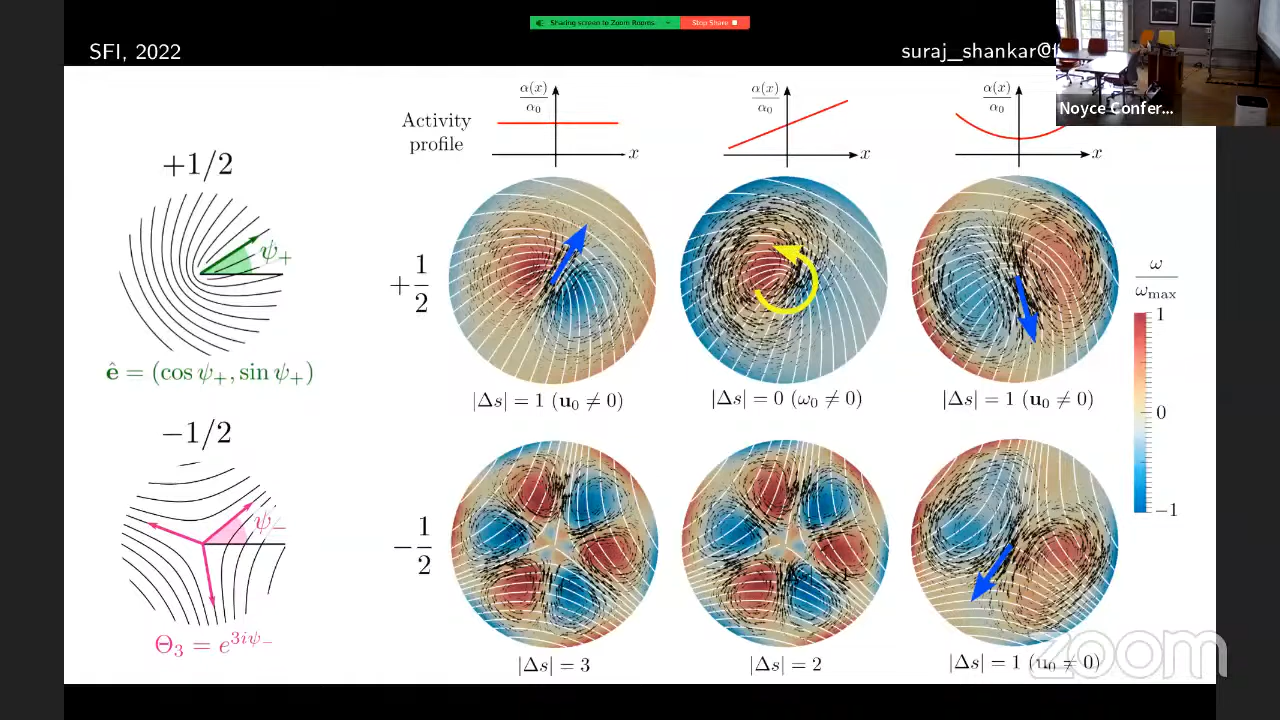 Sharing screen to Zoom Rooms
Stop Share
SFI, 2022
suraj_shankar@f
Noyce Confer...
Activity
profile
α(x)
α₀
x
α(x)
α₀
x
α(x)
α₀
x
+1/2
ψ₊
ê = (cos ψ₊, sin ψ₊)
+1/2
|Δs| = 1 (u₀ ≠ 0)
|Δs| = 0 (ω₀ ≠ 0)
|Δs| = 1 (u₀ ≠ 0)
ω
ω_max
1
0
−1
−1/2
ψ₋
Θ₃ = e^{3iψ₋}
−1/2
|Δs| = 3
|Δs| = 2
|Δs| = 1 (u₀ ≠ 0)
zoom